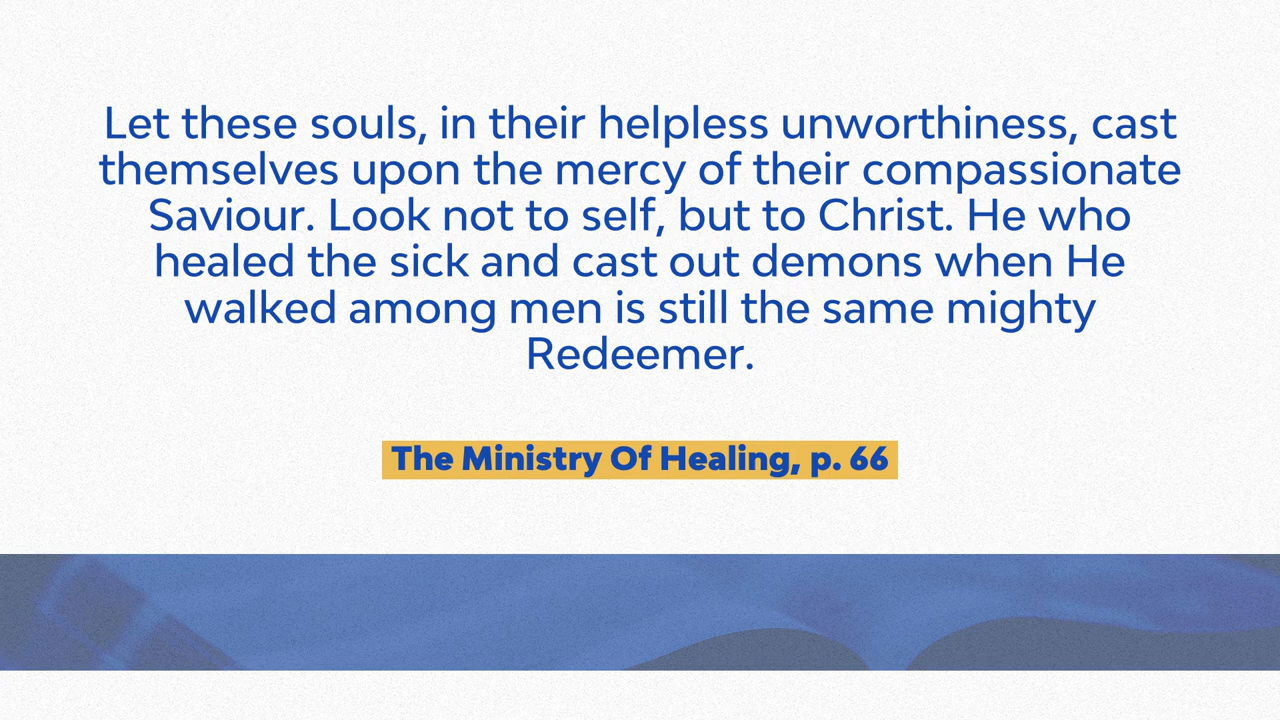 Let these souls, in their helpless unworthiness, cast
themselves upon the mercy of their compassionate
Saviour. Look not to self, but to Christ. He who
healed the sick and cast out demons when He
walked among men is still the same mighty
Redeemer.
The Ministry Of Healing, p. 66